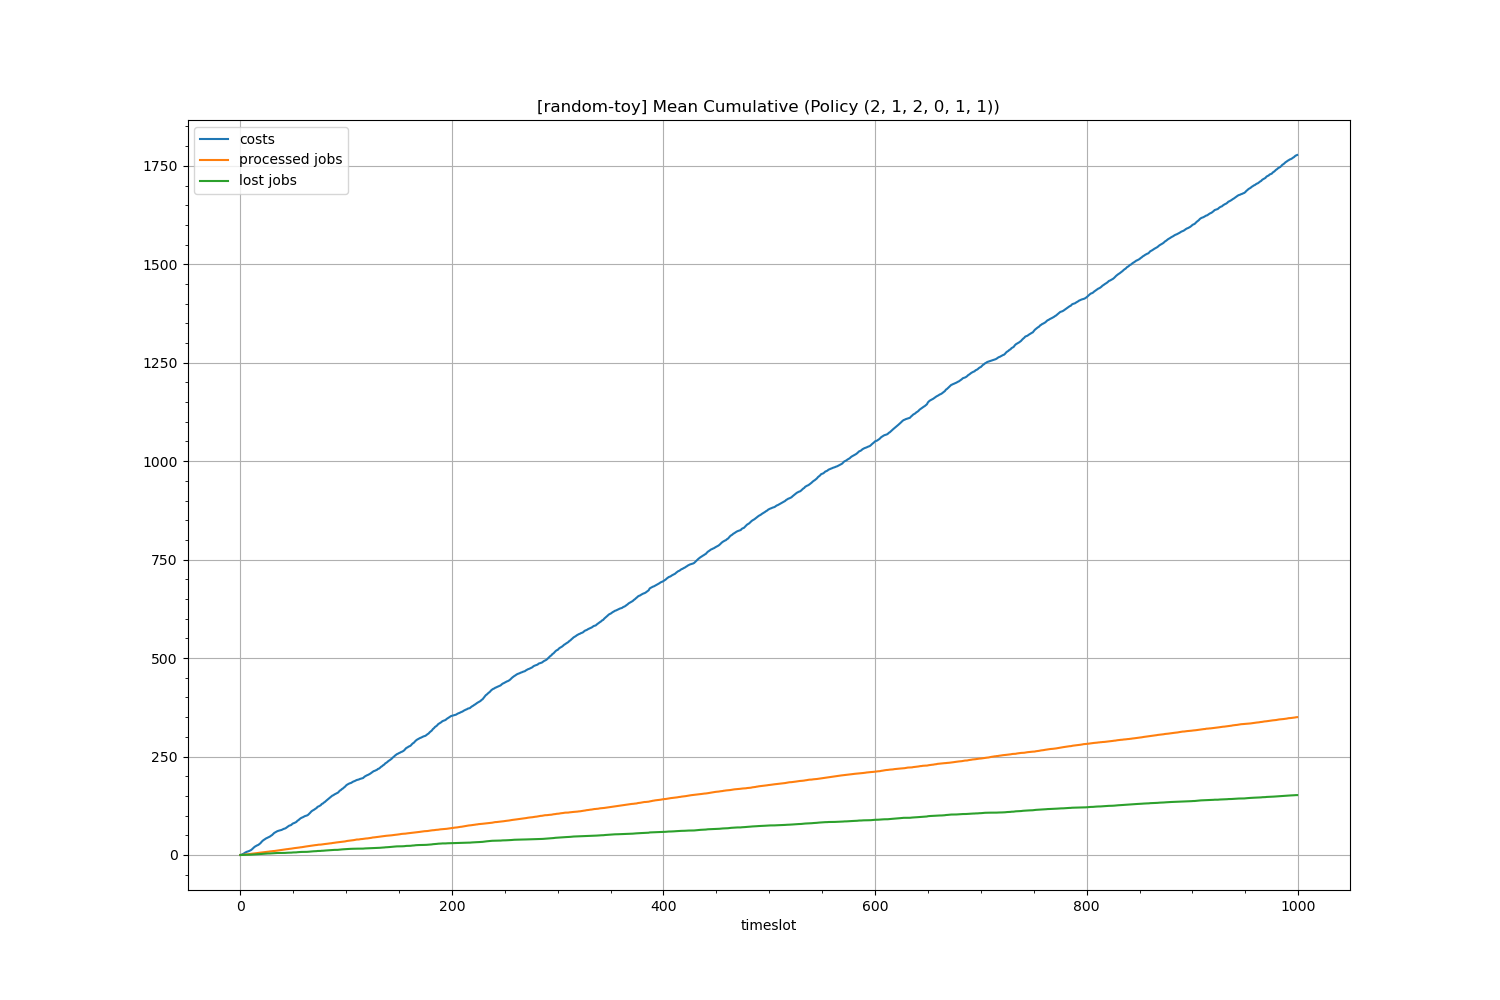 [random-toy] Mean Cumulative (Policy (2, 1, 2, 0, 1, 1))
costs
processed jobs
lost jobs
1750
1500
1250
1000
750
500
250
0
0 200 400 600 800 1000
timeslot